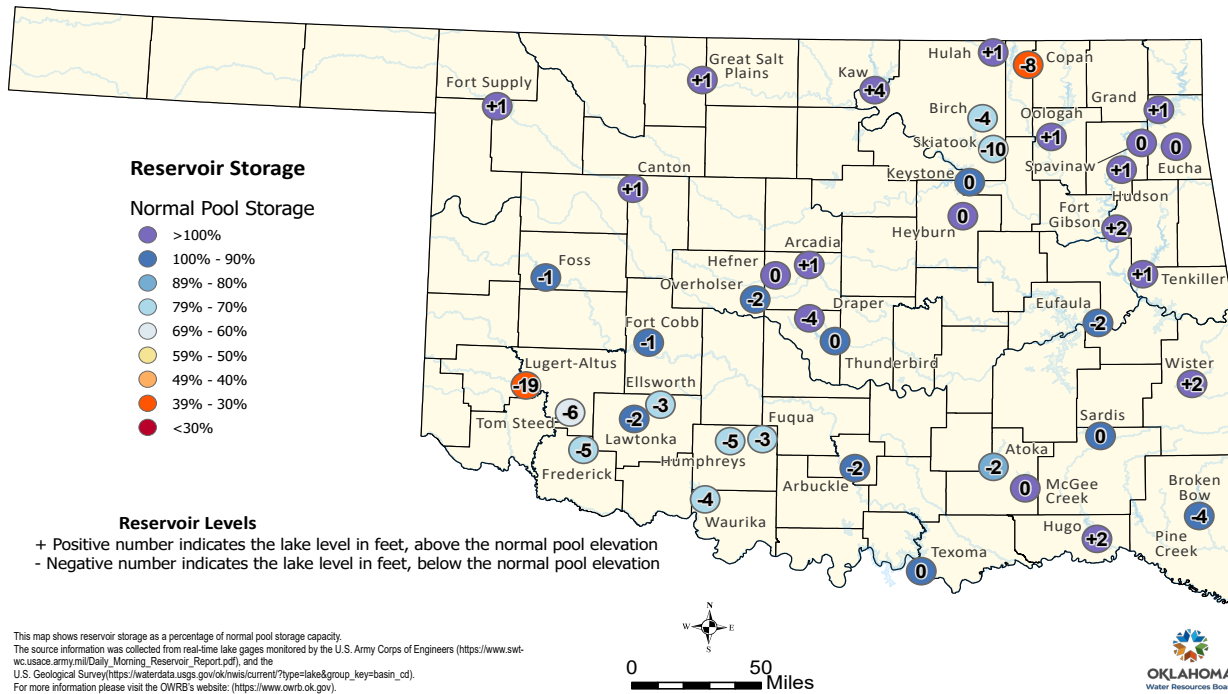 Hulah
+1
-8
Copan
Great Salt
Plains
+1
Kaw
+4
Fort Supply
+1
Grand
+1
Birch
-4
Oologah
+1
Skiatook
-10
Spavinaw
0
0
Eucha
Reservoir Storage
Normal Pool Storage
>100%
100% - 90%
89% - 80%
79% - 70%
69% - 60%
59% - 50%
49% - 40%
39% - 30%
<30%
Canton
+1
Keystone
0
+1
Hudson
Heyburn
0
Fort
Gibson
+2
Arcadia
+1
Hefner
0
Foss
-1
Overholser
-2
+1
Tenkiller
Draper
-4
Eufaula
-2
Fort Cobb
-1
0
Thunderbird
Lugert-Altus
-19
Wister
+2
Ellsworth
-3
Tom Steed
-6
-2
Lawtonka
Fuqua
-3
Sardis
0
-5
Humphreys
-5
Frederick
Atoka
-2
Arbuckle
-2
0
McGee
Creek
Broken
Bow
-4
-4
Waurika
Hugo
+2
Pine
Creek
Texoma
0
Reservoir Levels
+ Positive number indicates the lake level in feet, above the normal pool elevation
- Negative number indicates the lake level in feet, below the normal pool elevation
This map shows reservoir storage as a percentage of normal pool storage capacity.
The source information was collected from real-time lake gages monitored by the U.S. Army Corps of Engineers (https://www.swt-
wc.usace.army.mil/Daily_Morning_Reservoir_Report.pdf), and the
U.S. Geological Survey(https://waterdata.usgs.gov/ok/nwis/current/?type=lake&group_key=basin_cd).
For more information please visit the OWRB's website: (https://www.owrb.ok.gov).
N
W
E
S
0
50
Miles
OKLAHOMA
Water Resources Boa